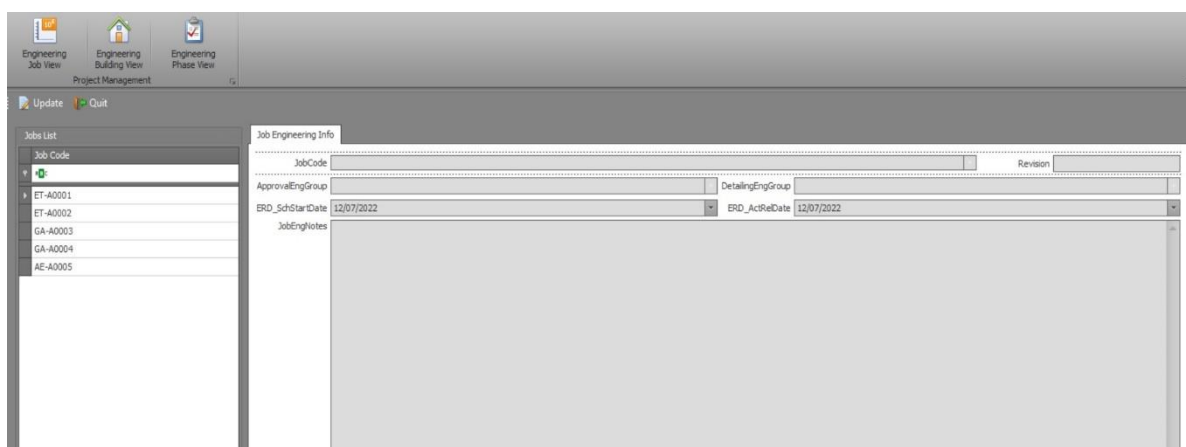 Engineering Job View
Engineering Building View
Engineering Phase View
Project Management
Update Quit
Jobs List
Job Code
ET-A0001
ET-A0002
GA-A0003
GA-A0004
AE-A0005
Job Engineering Info
JobCode Revision
ApprovalEngGroup DetailingEngGroup
ERD_SchStartDate 12/07/2022 ERD_ActRelDate 12/07/2022
JobEngNotes